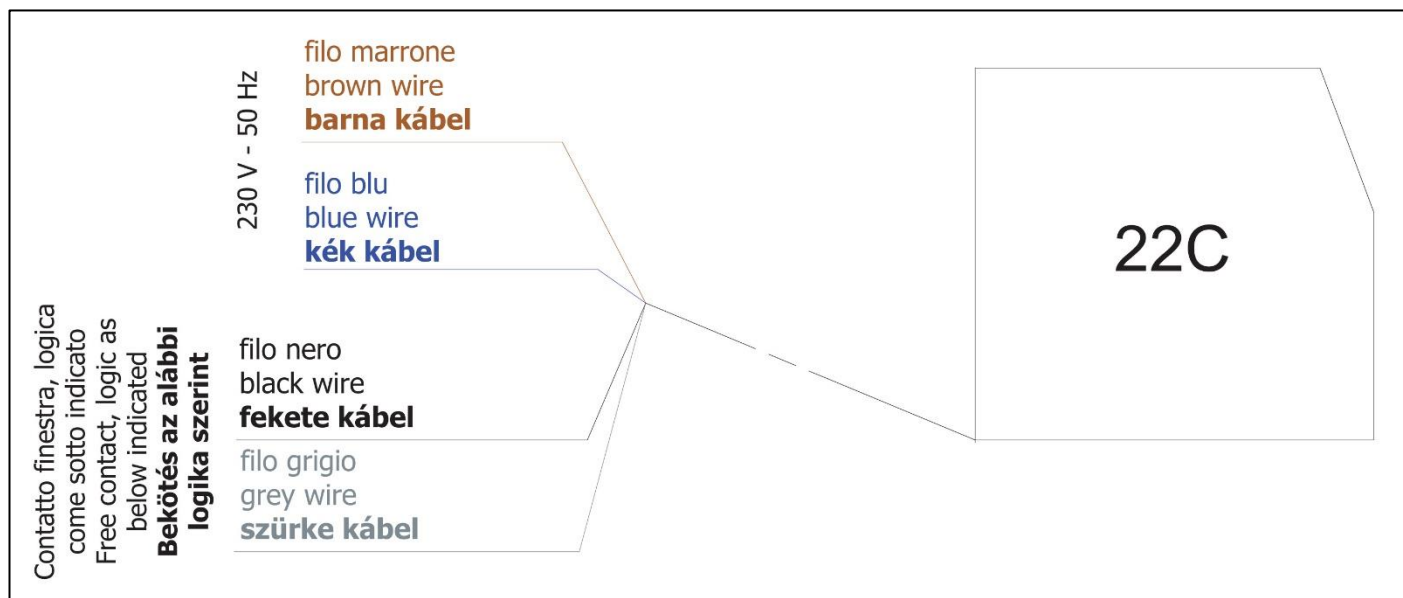 230 V - 50 Hz
filo marrone
brown wire
barna kábel
filo blu
blue wire
kék kábel
Contatto finestra, logica
come sotto indicato
Free contact, logic as
below indicated
Bekötés az alábbi
logika szerint
filo nero
black wire
fekete kábel
filo grigio
grey wire
szürke kábel
22C